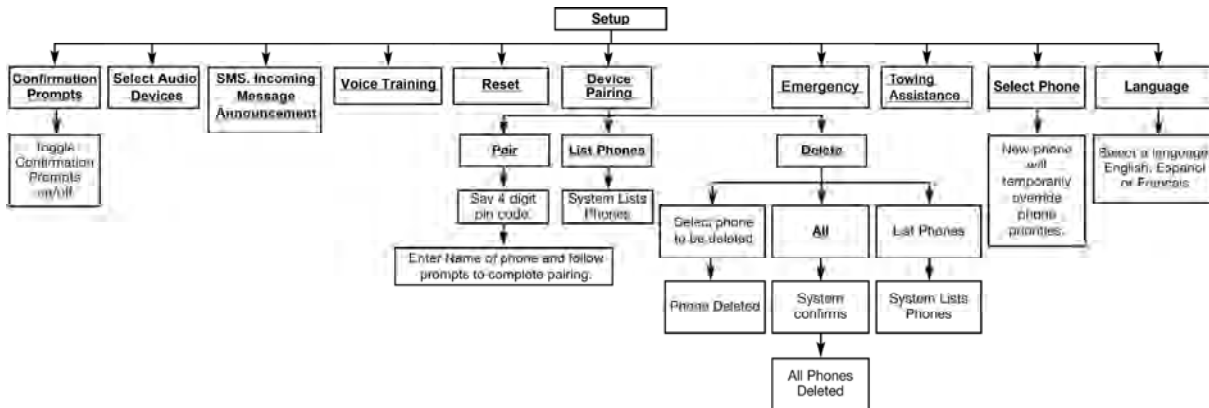 Setup
Confirmation
Prompts
Select Audio
Devices
SMS. Incoming
Message
Announcement
Voice Training
Reset
Device
Pairing
Emergency
Towing
Assistance
Select Phone
Language
Toggle
Confirmation
Prompts
on/off
Pair
List Phones
Delete
New phone
will
temporarily
override
phone
priorities.
Select a language
English, Español
or Français
Say 4 digit
pin code.
System Lists
Phones
Select phone
to be deleted
All
List Phones
Enter Name of phone and follow
prompts to complete pairing.
Phone Deleted
System
confirms
System Lists
Phones
All Phones
Deleted